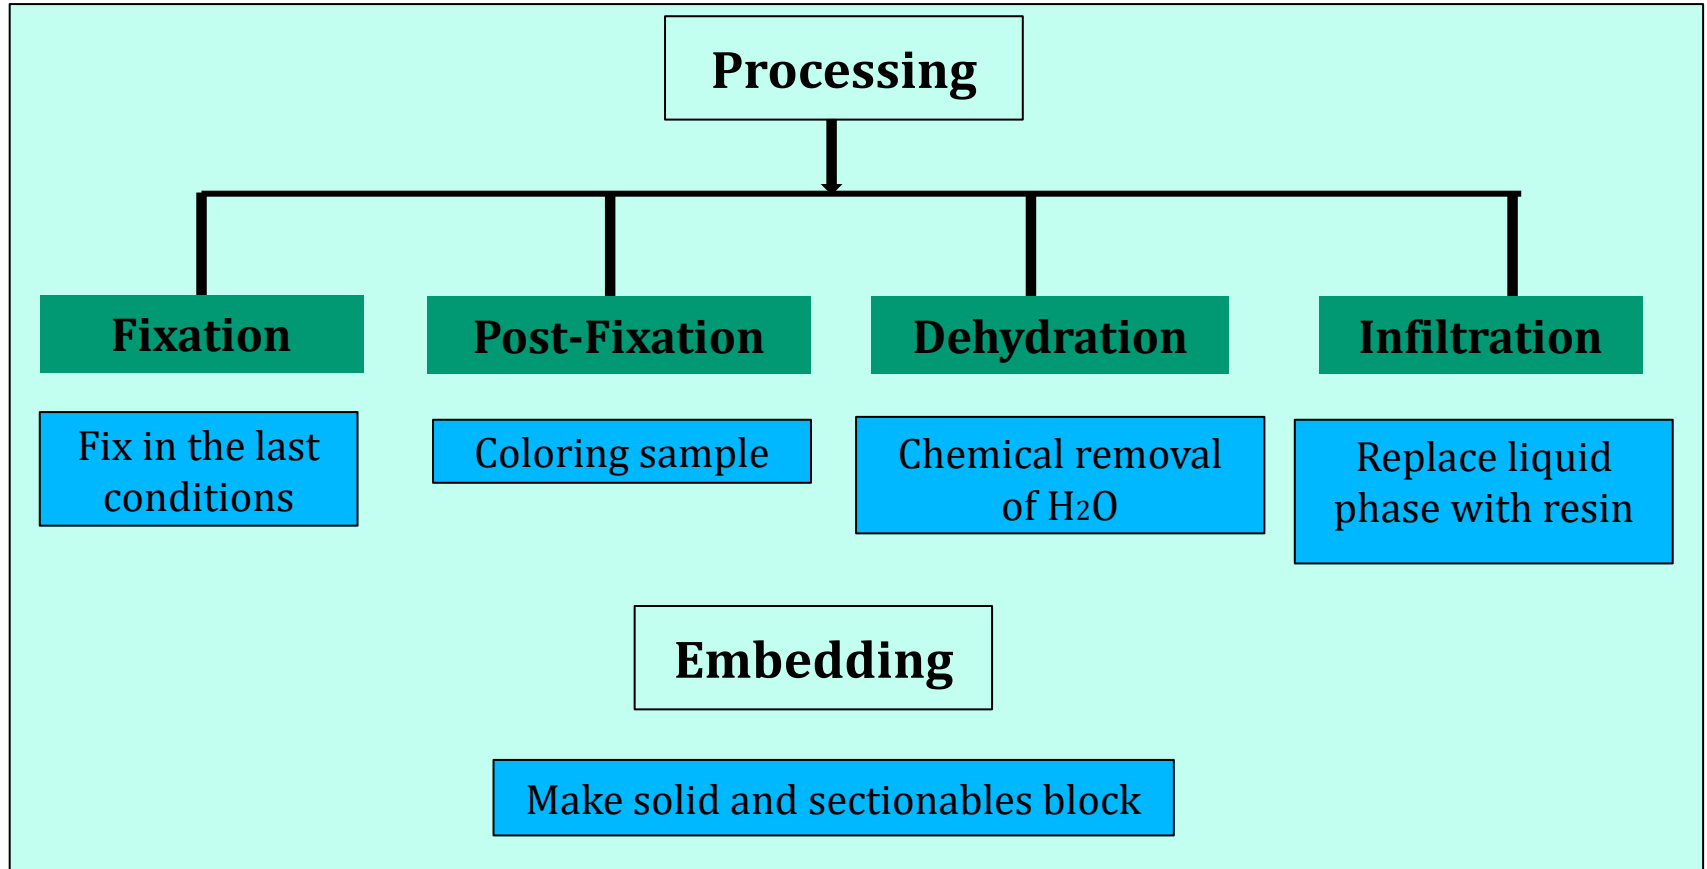 Processing
Fixation
Post-Fixation
Dehydration
Infiltration
Fix in the last
conditions
Coloring sample
Chemical removal
of H2O
Replace liquid
phase with resin
Embedding
Make solid and sectionables block